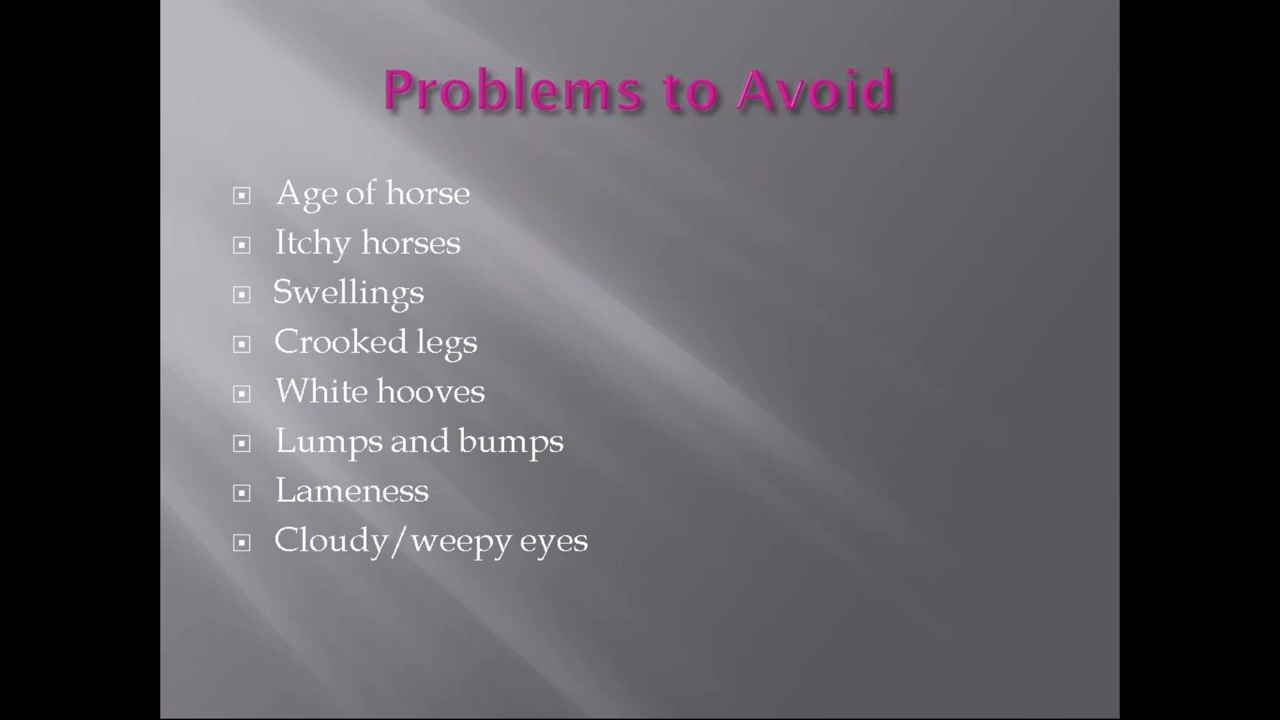 Problems to Avoid
Age of horse
Itchy horses
Swellings
Crooked legs
White hooves
Lumps and bumps
Lameness
Cloudy/weepy eyes